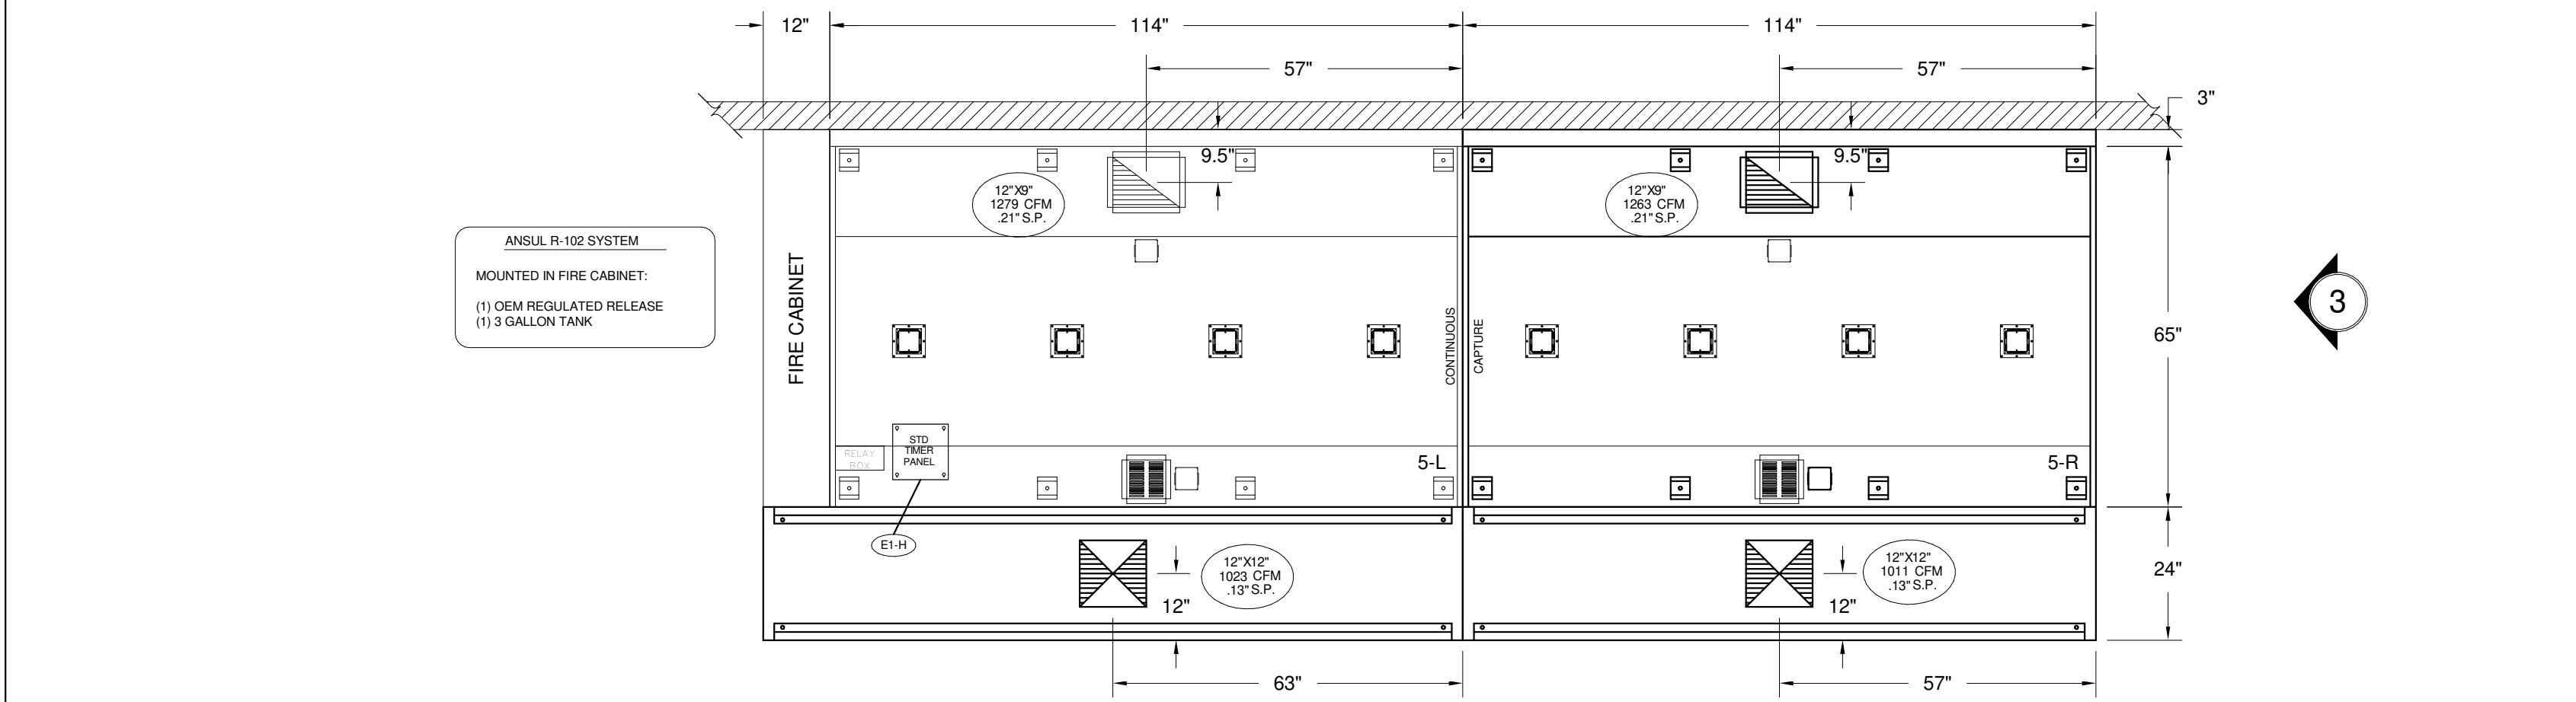 12"
114"
114"
57"
57"
3"
9.5"
9.5"
12"X9"
1279 CFM
.21" S.P.
12"X9"
1263 CFM
.21" S.P.
ANSUL R-102 SYSTEM
MOUNTED IN FIRE CABINET:
(1) OEM REGULATED RELEASE
(1) 3 GALLON TANK
FIRE CABINET
CONTINUOUS
CAPTURE
3
65"
STD
TIMER
PANEL
RELAY
BOX
5-L
5-R
E1-H
12"X12"
1023 CFM
.13" S.P.
12"X12"
1011 CFM
.13" S.P.
24"
12"
12"
63"
57"